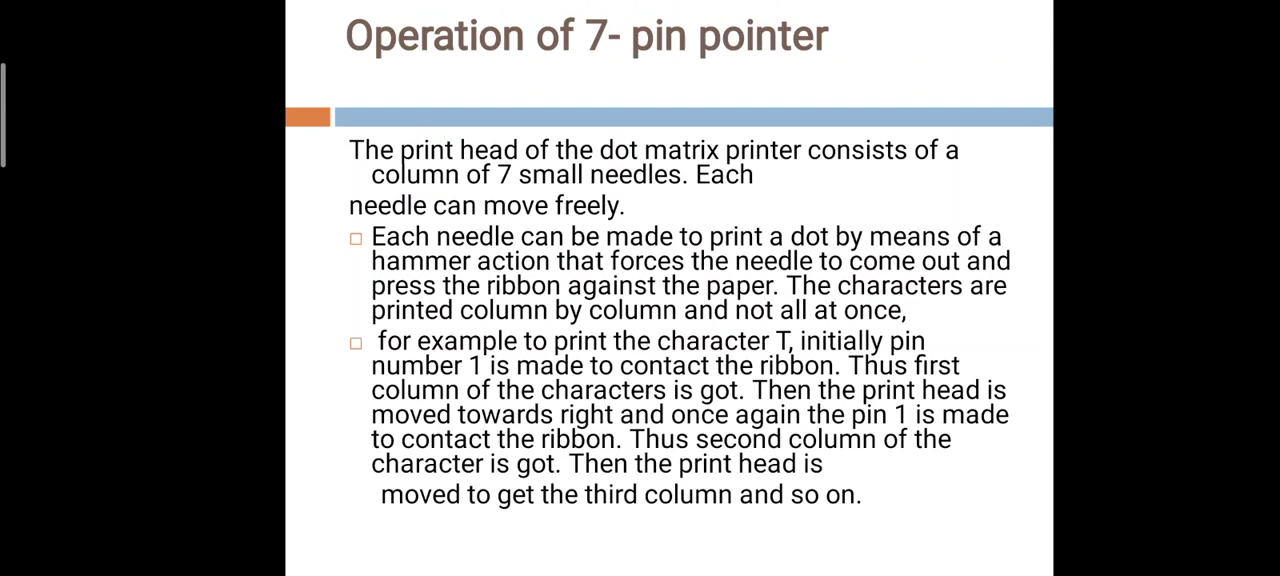 Operation of 7- pin pointer
The print head of the dot matrix printer consists of a
column of 7 small needles. Each
needle can move freely.
Each needle can be made to print a dot by means of a
hammer action that forces the needle to come out and
press the ribbon against the paper. The characters are
printed column by column and not all at once,
for example to print the character T, initially pin
number 1 is made to contact the ribbon. Thus first
column of the characters is got. Then the print head is
moved towards right and once again the pin 1 is made
to contact the ribbon. Thus second column of the
character is got. Then the print head is
moved to get the third column and so on.